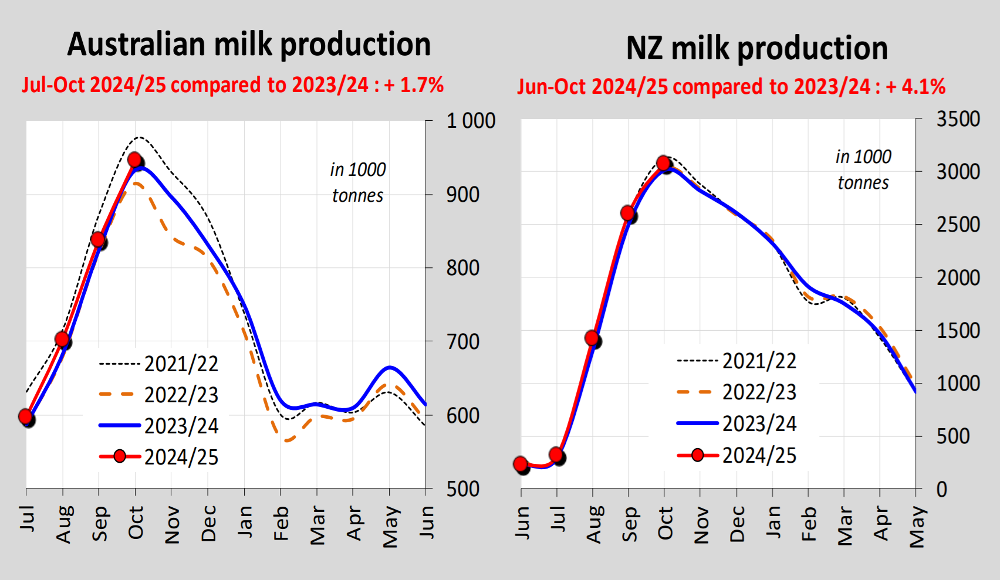 Australian milk production
Jul-Oct 2024/25 compared to 2023/24 : + 1.7%
1 000
900
800
700
600
500
in 1000
tonnes
2021/22
2022/23
2023/24
2024/25
Jul
Aug
Sep
Oct
Nov
Dec
Jan
Feb
Mar
Apr
May
Jun
NZ milk production
Jun-Oct 2024/25 compared to 2023/24 : + 4.1%
3500
3000
2500
2000
1500
1000
500
0
in 1000
tonnes
2021/22
2022/23
2023/24
2024/25
Jun
Jul
Aug
Sep
Oct
Nov
Dec
Jan
Feb
Mar
Apr
May